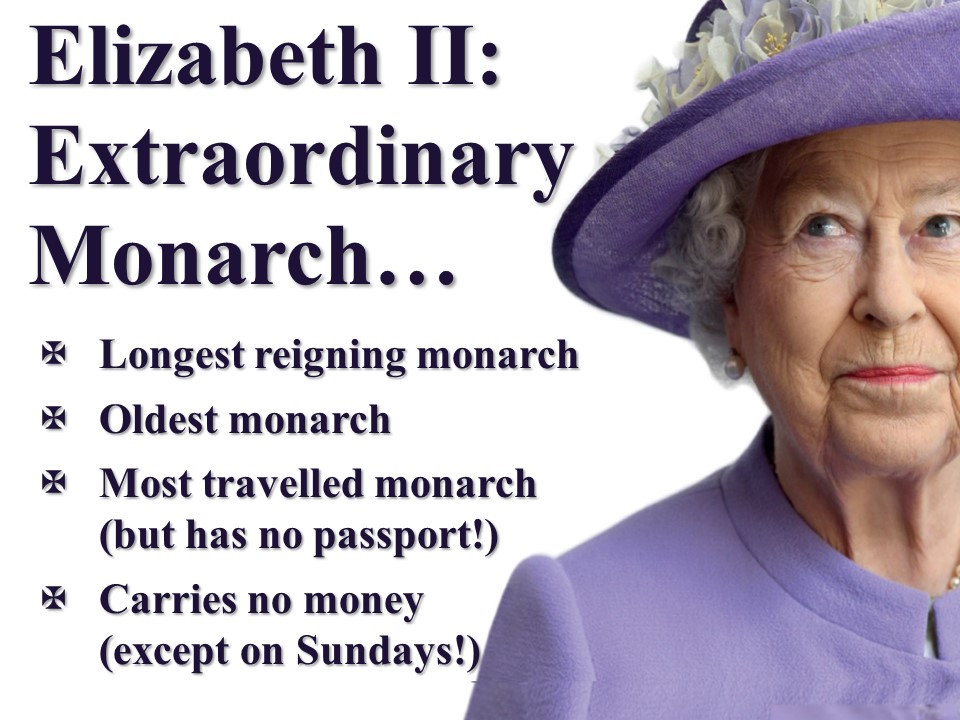 Elizabeth II:
Extraordinary
Monarch…
✠ Longest reigning monarch
✠ Oldest monarch
✠ Most travelled monarch
(but has no passport!)
✠ Carries no money
(except on Sundays!)